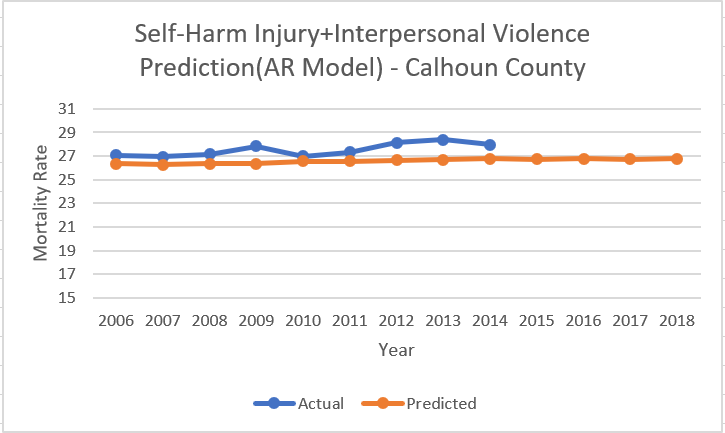 Self-Harm Injury+Interpersonal Violence
Prediction(AR Model) - Calhoun County
31
29
27
25
23
21
19
17
15
Mortality Rate
2006 2007 2008 2009 2010 2011 2012 2013 2014 2015 2016 2017 2018
Year
Actual Predicted